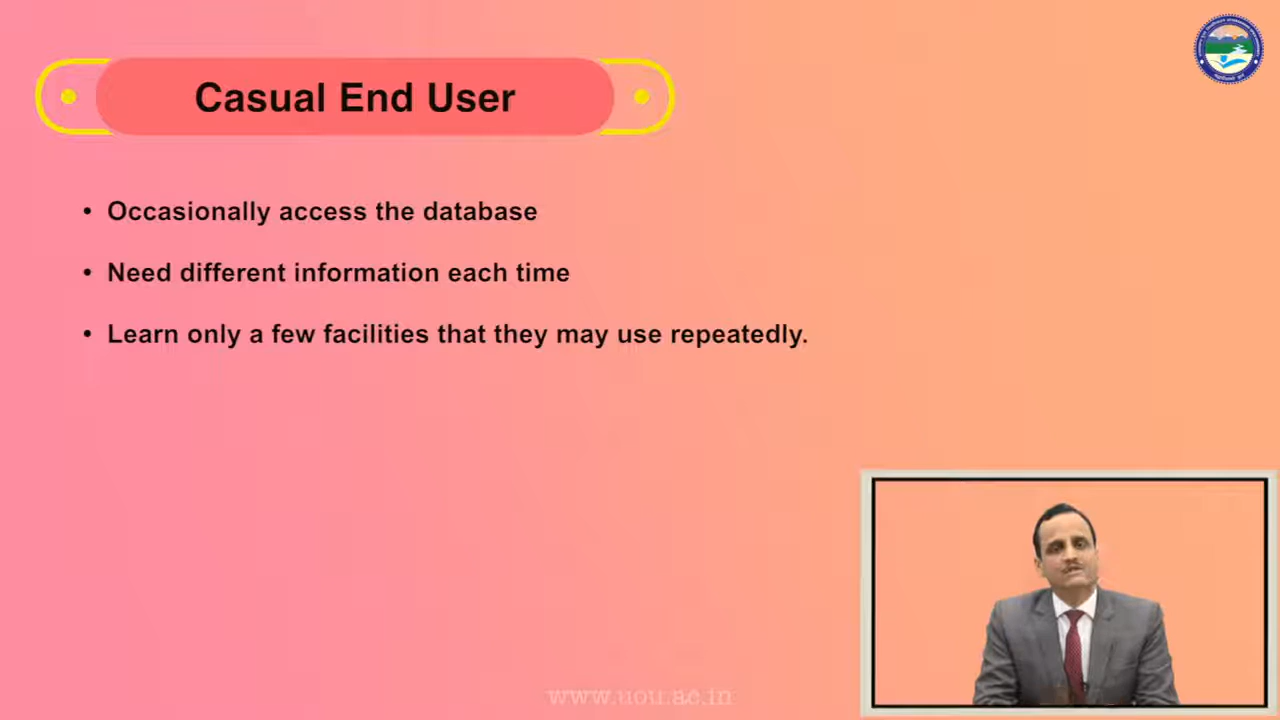 Casual End User
• Occasionally access the database
• Need different information each time
• Learn only a few facilities that they may use repeatedly.
www.uou.ac.in